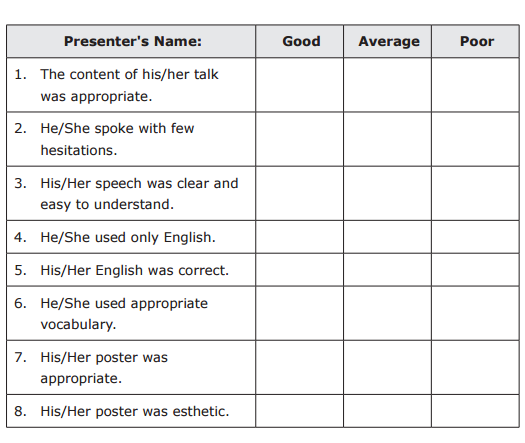 Presenter's Name: Good Average Poor
1. The content of his/her talk
was appropriate.
2. He/She spoke with few
hesitations.
3. His/Her speech was clear and
easy to understand.
4. He/She used only English.
5. His/Her English was correct.
6. He/She used appropriate
vocabulary.
7. His/Her poster was
appropriate.
8. His/Her poster was esthetic.